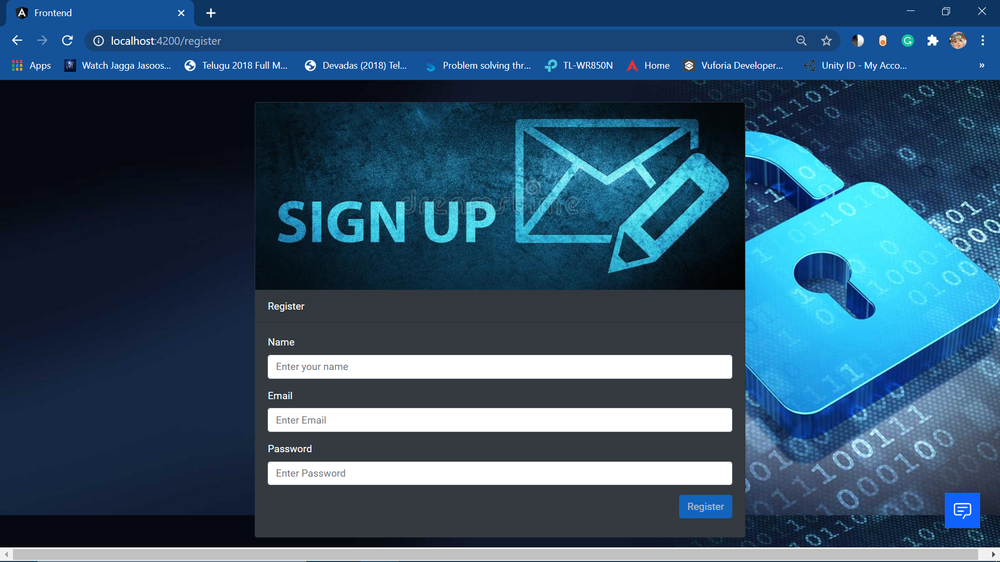 Frontend
localhost:4200/register
Apps
Watch Jagga Jasoos...
Telugu 2018 Full M...
Devadas (2018) Tel...
Problem solving thr...
TL-WR850N
Home
Vuforia Developer...
Unity ID - My Acco...
»
SIGN UP
dreamstime
Register
Name
Enter your name
Email
Enter Email
Password
Enter Password
Register